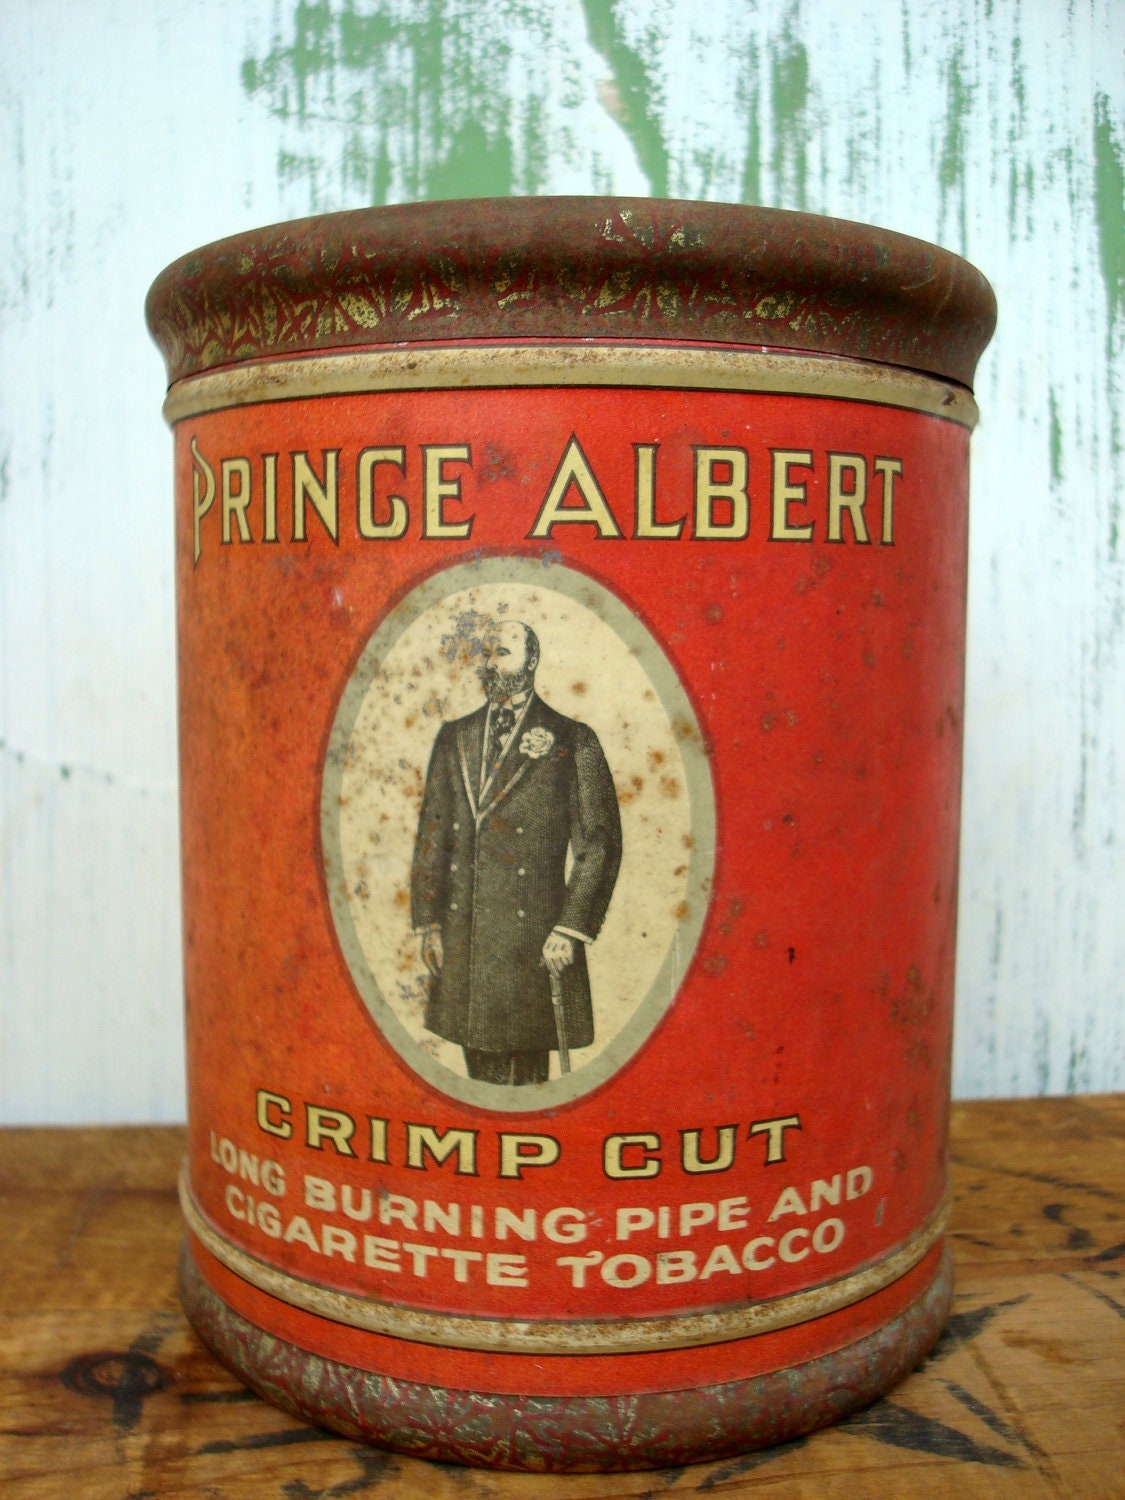 PRINCE ALBERT
CRIMP CUT
LONG BURNING PIPE AND
CIGARETTE TOBACCO